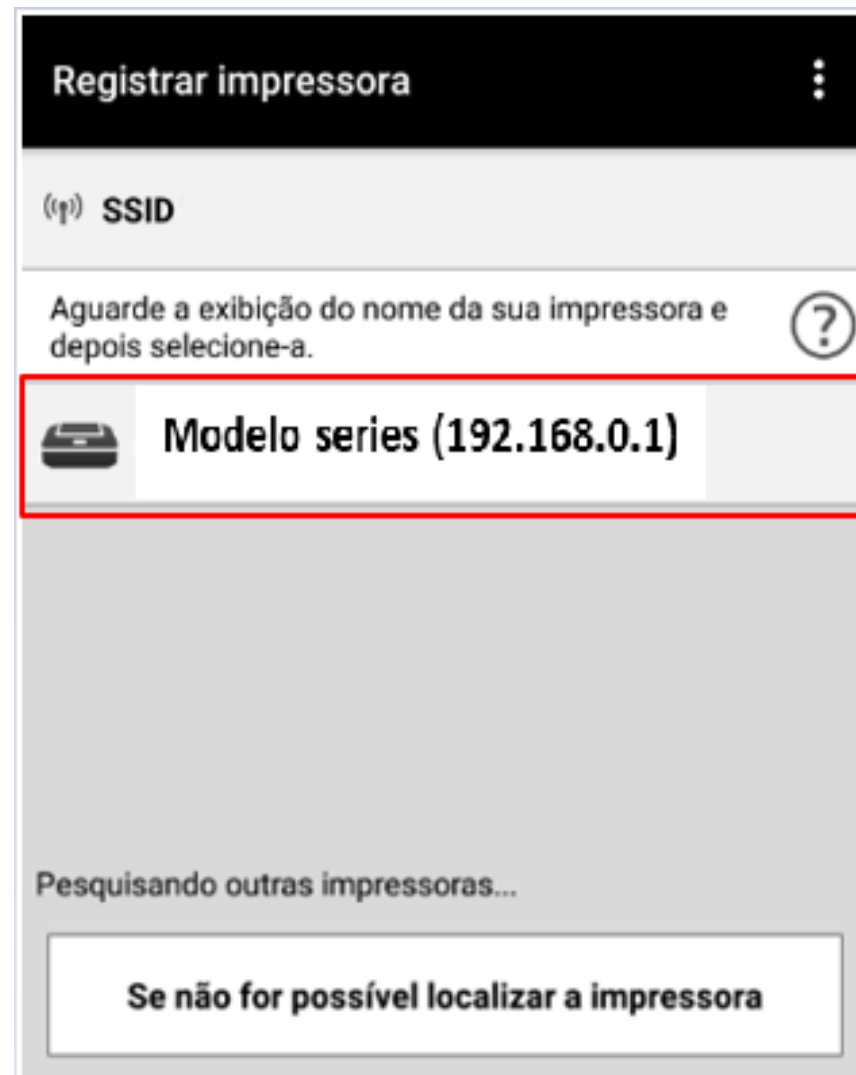 Registrar impressora
SSID
Aguarde a exibição do nome da sua impressora e
depois selecione-a.
?
Modelo series (192.168.0.1)
Pesquisando outras impressoras...
Se não for possível localizar a impressora